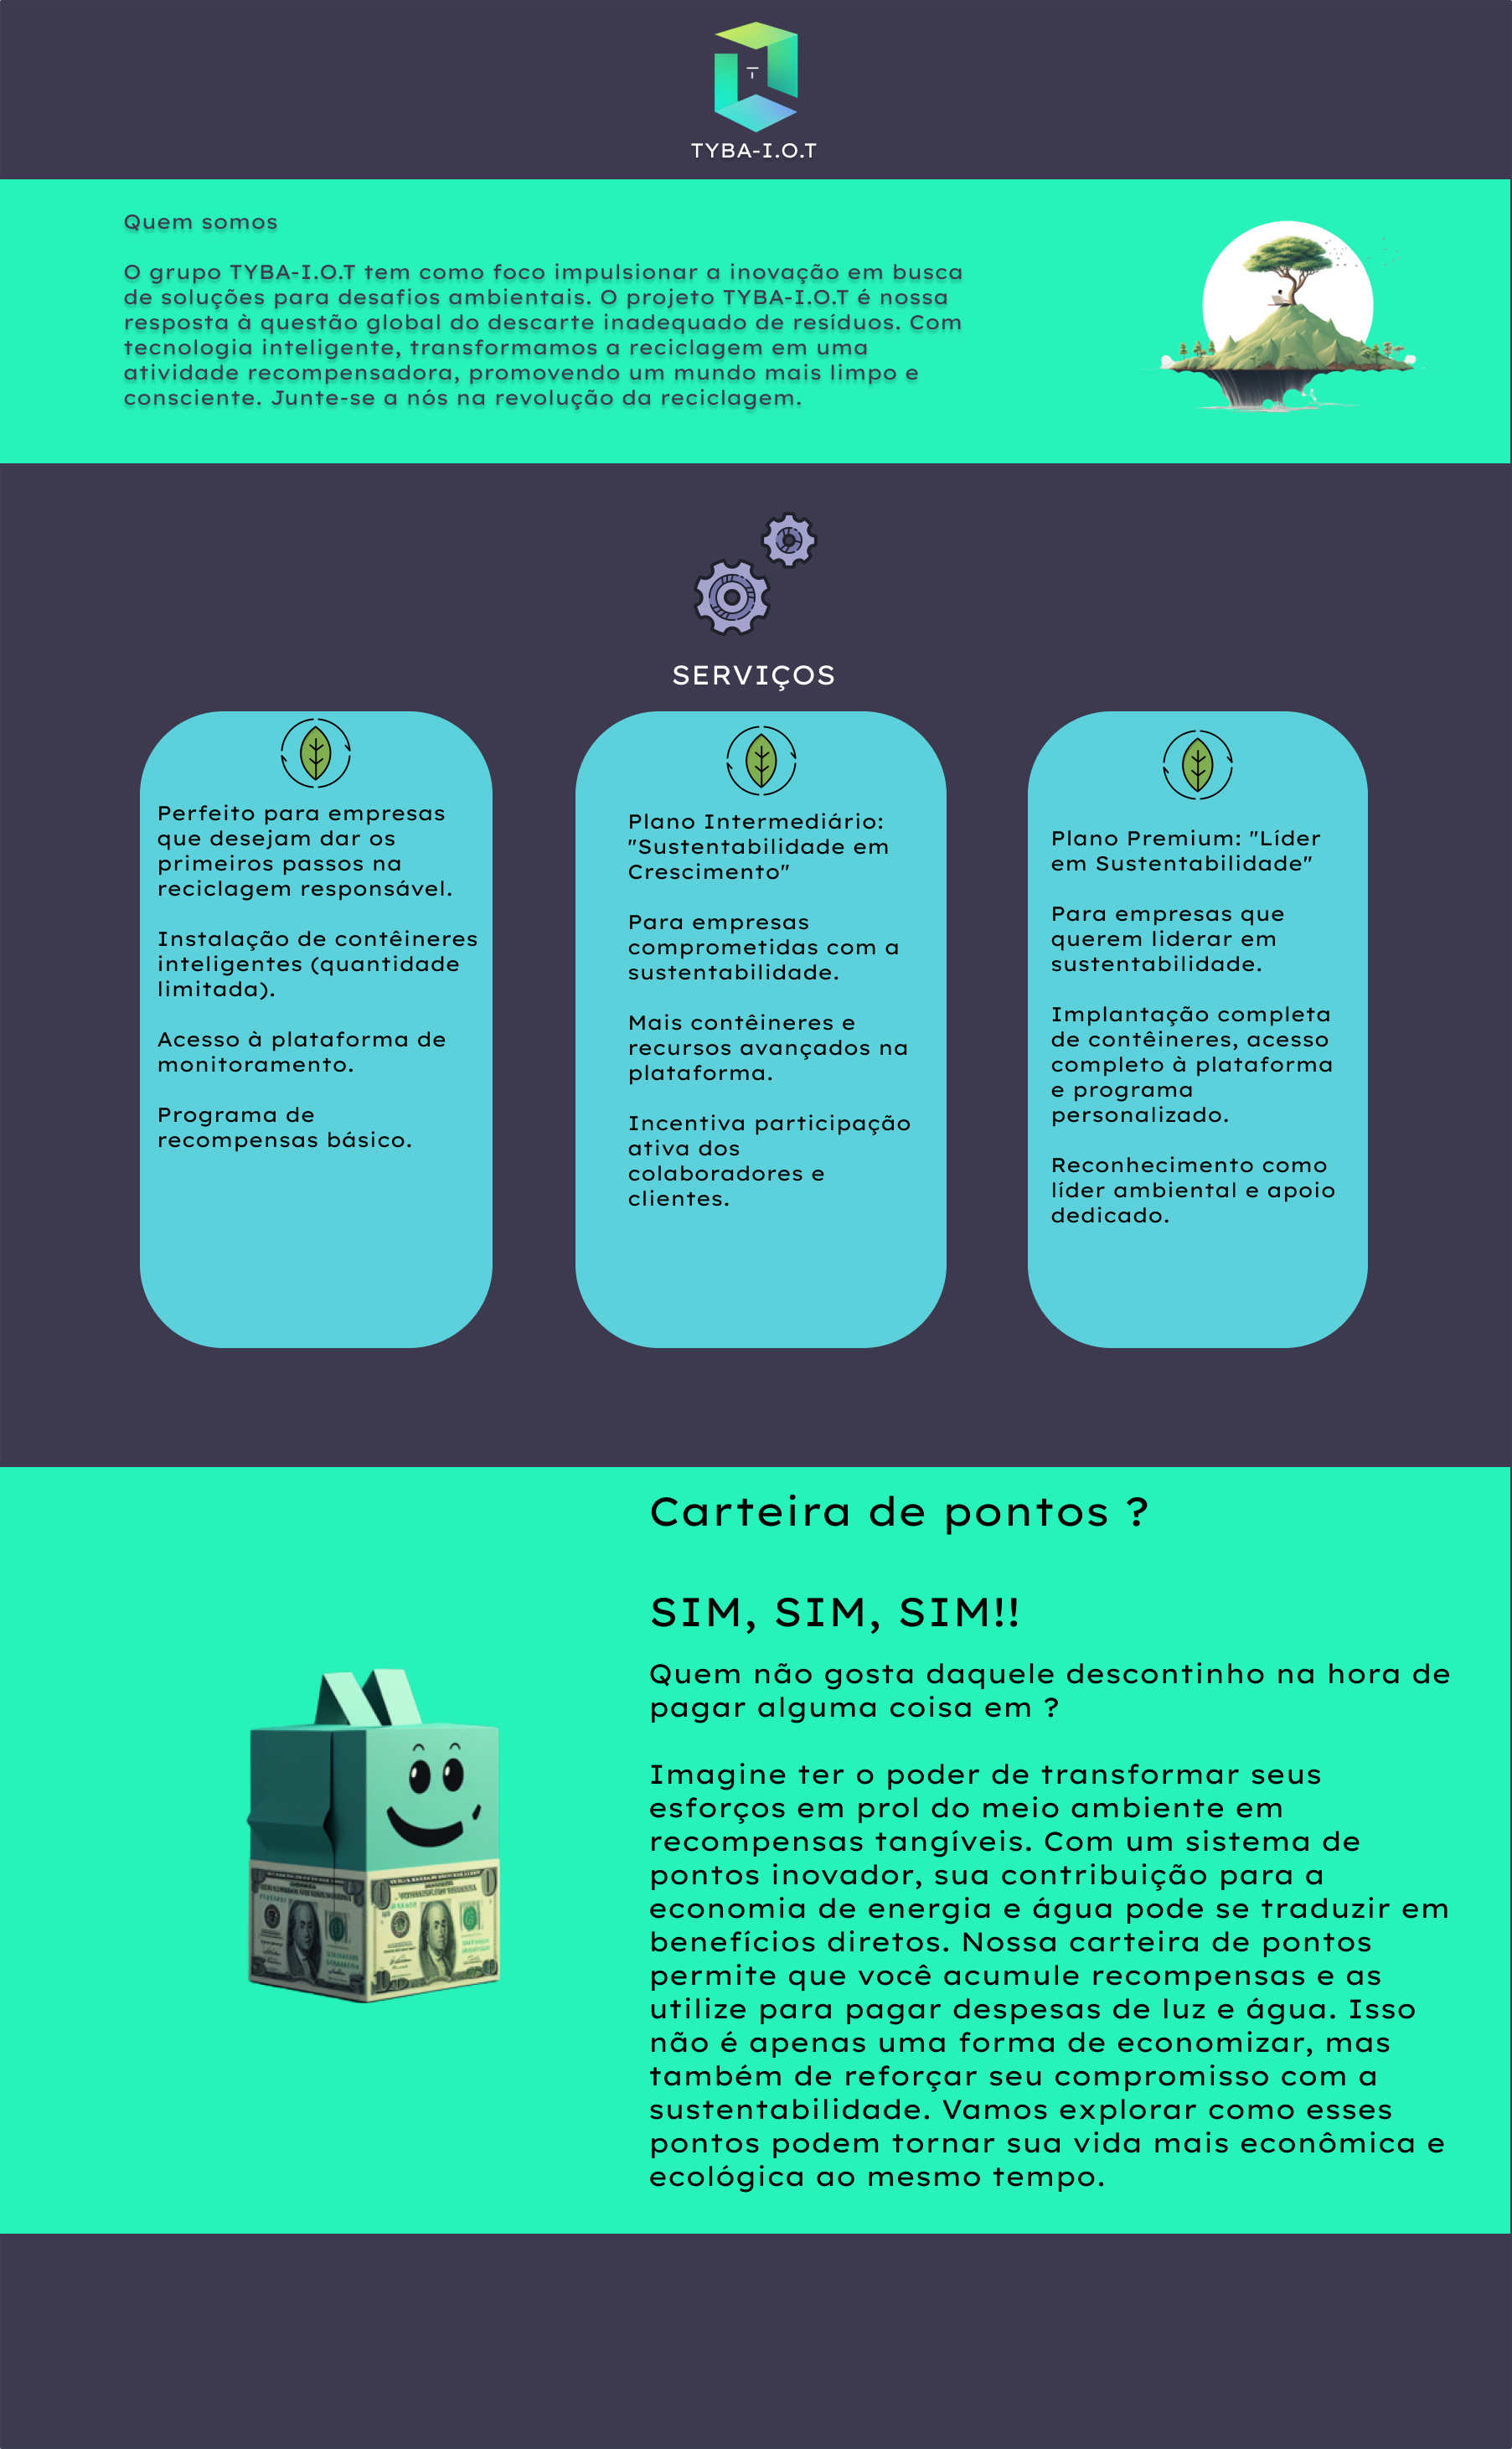 T
TYBA-I.O.T
Quem somos
O grupo TYBA-I.O.T tem como foco impulsionar a inovação em busca
de soluções para desafios ambientais. O projeto TYBA-I.O.T é nossa
resposta à questão global do descarte inadequado de resíduos. Com
tecnologia inteligente, transformamos a reciclagem em uma
atividade recompensadora, promovendo um mundo mais limpo e
consciente. Junte-se a nós na revolução da reciclagem.
SERVIÇOS
Perfeito para empresas
que desejam dar os
primeiros passos na
reciclagem responsável.
Instalação de contêineres
inteligentes (quantidade
limitada).
Acesso à plataforma de
monitoramento.
Programa de
recompensas básico.
Plano Intermediário:
"Sustentabilidade em
Crescimento"
Para empresas
comprometidas com a
sustentabilidade.
Mais contêineres e
recursos avançados na
plataforma.
Incentiva participação
ativa dos
colaboradores e
clientes.
Plano Premium: "Líder
em Sustentabilidade"
Para empresas que
querem liderar em
sustentabilidade.
Implantação completa
de contêineres, acesso
completo à plataforma
e programa
personalizado.
Reconhecimento como
líder ambiental e apoio
dedicado.
Carteira de pontos ?
SIM, SIM, SIM!!
Quem não gosta daquele descontinho na hora de
pagar alguma coisa em ?
Imagine ter o poder de transformar seus
esforços em prol do meio ambiente em
recompensas tangíveis. Com um sistema de
pontos inovador, sua contribuição para a
economia de energia e água pode se traduzir em
benefícios diretos. Nossa carteira de pontos
permite que você acumule recompensas e as
utilize para pagar despesas de luz e água. Isso
não é apenas uma forma de economizar, mas
também de reforçar seu compromisso com a
sustentabilidade. Vamos explorar como esses
pontos podem tornar sua vida mais econômica e
ecológica ao mesmo tempo.